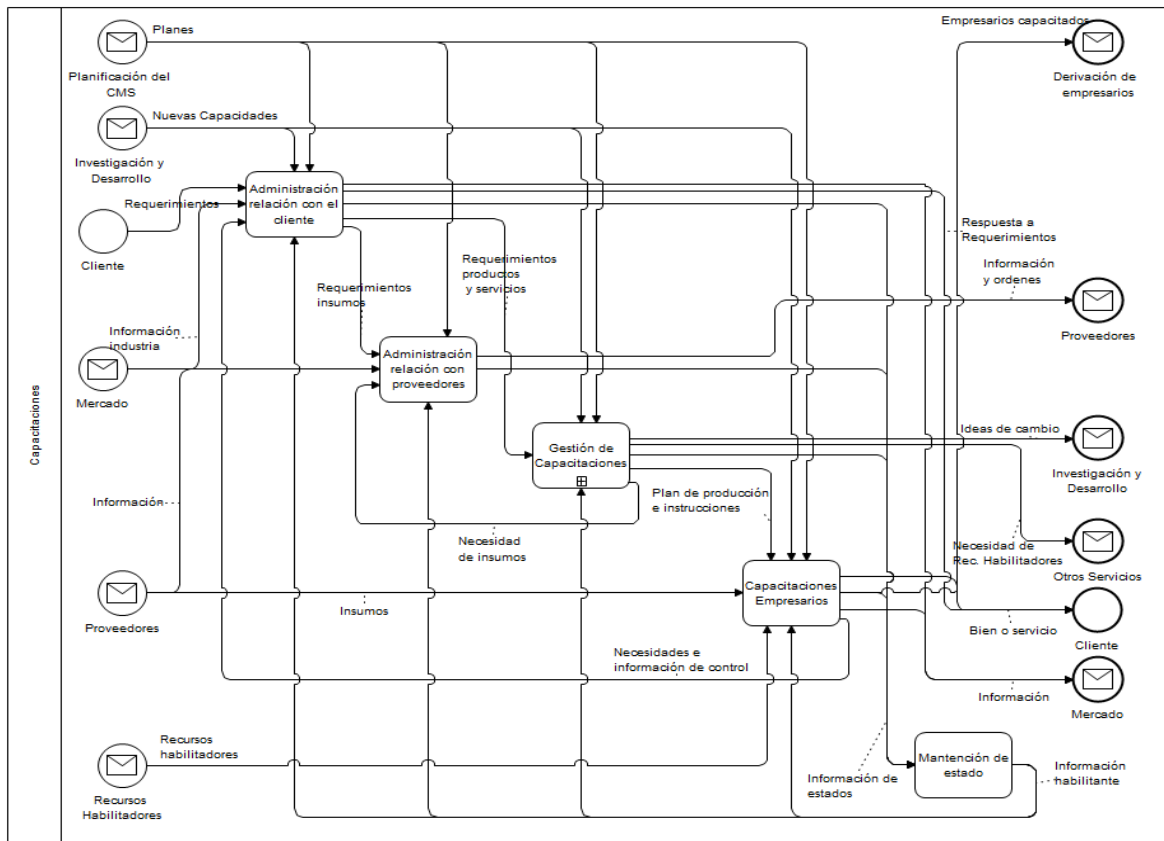 Capacitaciones
Planes
Planificación del
CMS
Nuevas Capacidades
Investigación y
Desarrollo
Requerimientos
Cliente
Información
industria
Mercado
Información
Proveedores
Insumos
Recursos
habilitadores
Recursos
Habilitadores
Administración
relación con el
cliente
Requerimientos
insumos
Requerimientos
productos
y servicios
Administración
relación con
proveedores
Gestión de
Capacitaciones
Necesidad
de insumos
Plan de producción
e instrucciones
Capacitaciones
Empresarios
Necesidades e
información de control
Información de
estados
Mantención de
estado
Información
habilitante
Empresarios capacitados
Derivación de
empresarios
Respuesta a
Requerimientos
Información
y ordenes
Proveedores
Ideas de cambio
Investigación y
Desarrollo
Necesidad de
Rec. Habilitadores
Otros Servicios
Bien o servicio
Cliente
Información
Mercado